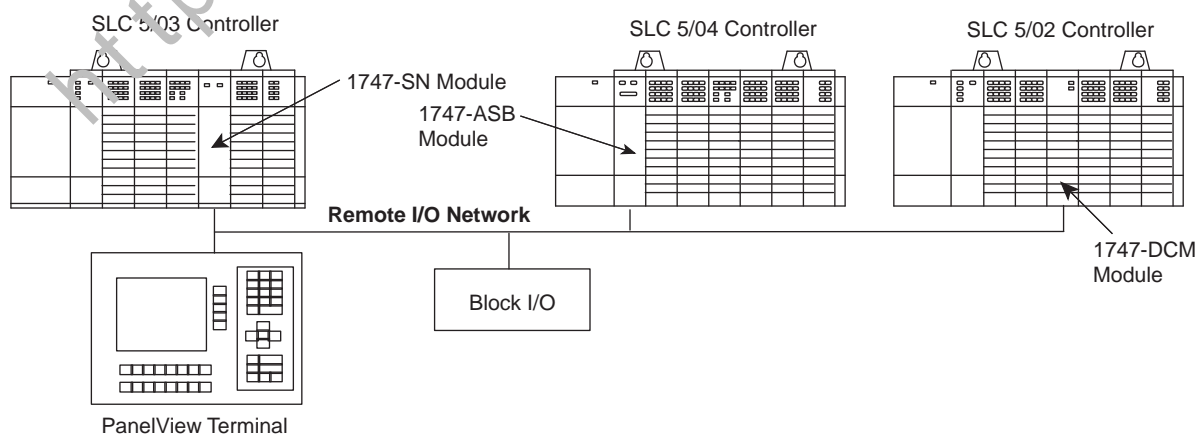 http
SLC 5/03 Controller
SLC 5/04 Controller
SLC 5/02 Controller
1747-SN Module
1747-ASB
Module
Remote I/O Network
1747-DCM
Module
Block I/O
PanelView Terminal